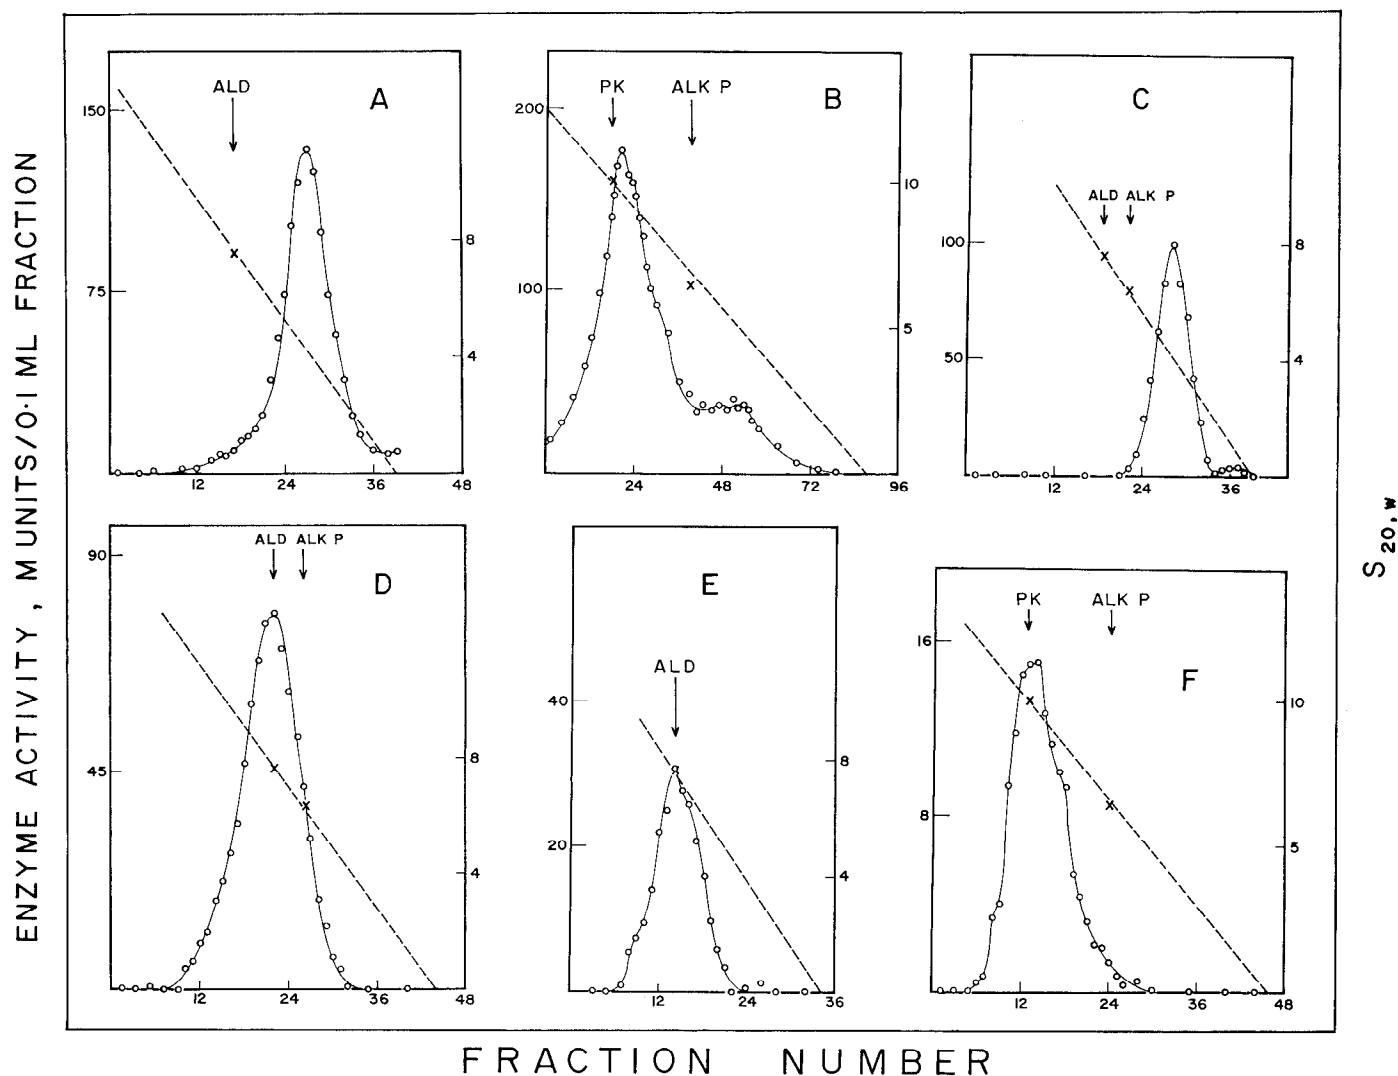 ENZYME ACTIVITY, MUNITS/0·1 ML FRACTION
A
ALD
150
75
8
4
12 24 36 48
B
PK ALK P
200
100
10
5
24 48 72 96
C
ALD ALK P
100
50
8
4
12 24 36
D
ALD ALK P
90
45
8
4
12 24 36 48
E
ALD
40
20
8
4
12 24 36
F
PK ALK P
16
8
10
5
12 24 36 48
S20,w
FRACTION NUMBER